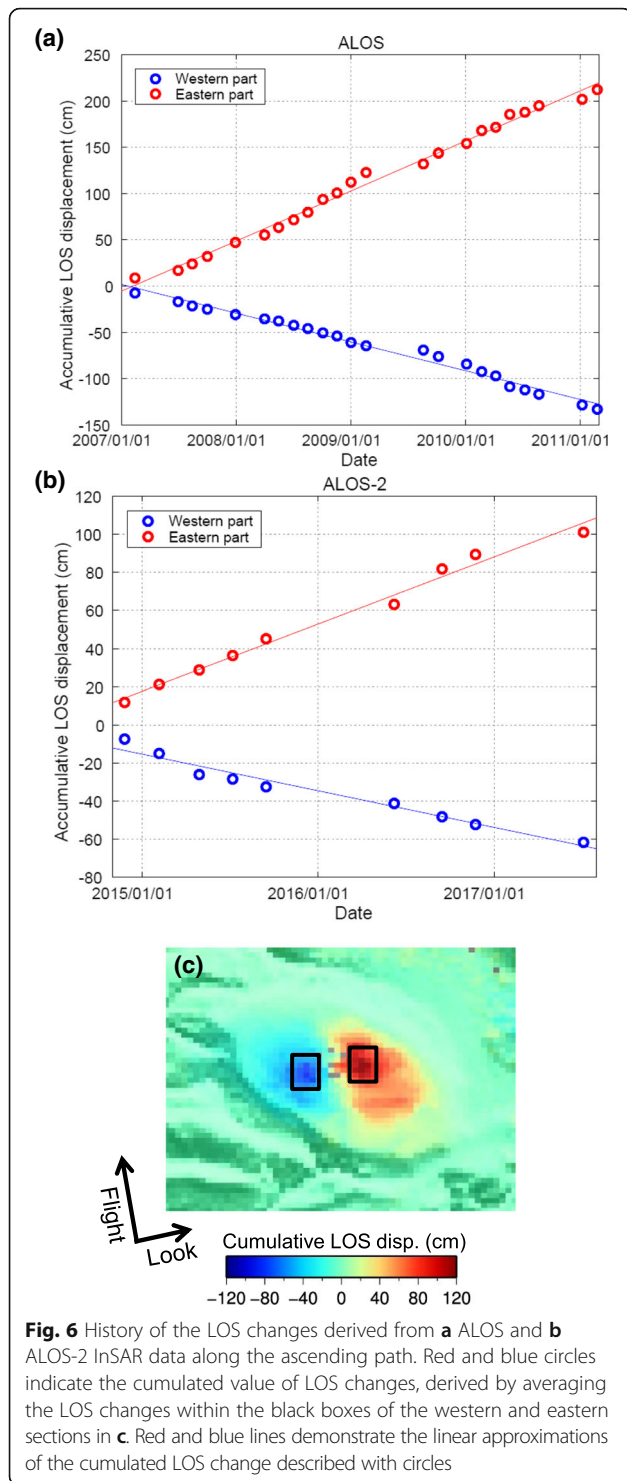 (a)
ALOS
Western part
Eastern part
250
200
150
100
50
0
-50
-100
-150
Accumulative LOS displacement (cm)
2007/01/01 2008/01/01 2009/01/01 2010/01/01 2011/01/01
Date
(b)
ALOS-2
Western part
Eastern part
120
100
80
60
40
20
0
-20
-40
-60
-80
Accumulative LOS displacement (cm)
2015/01/01 2016/01/01 2017/01/01
Date
(c)
Flight
Look
Cumulative LOS disp. (cm)
−120 −80 −40 0 40 80 120
Fig. 6 History of the LOS changes derived from a ALOS and b
ALOS-2 InSAR data along the ascending path. Red and blue circles
indicate the cumulated value of LOS changes, derived by averaging
the LOS changes within the black boxes of the western and eastern
sections in c. Red and blue lines demonstrate the linear approximations
of the cumulated LOS change described with circles